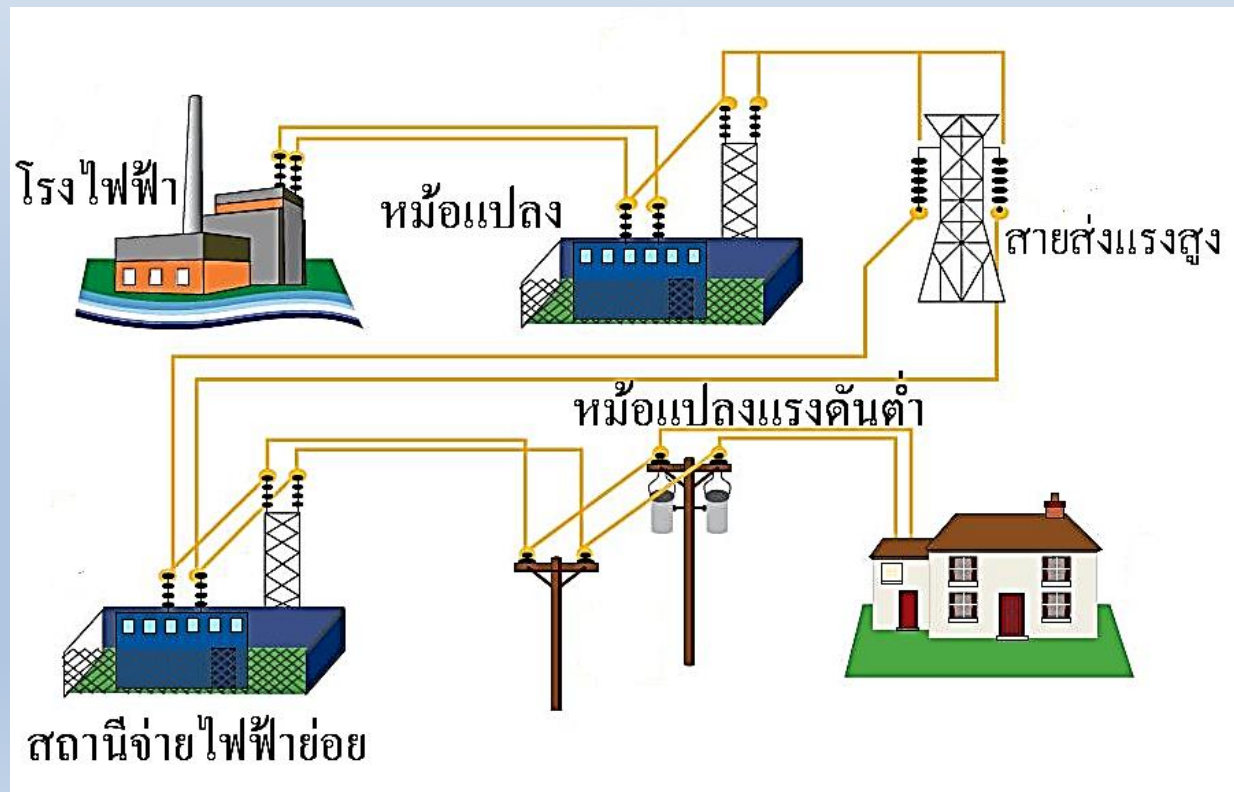 โรงไฟฟ้า
หม้อแปลง
สายส่งแรงสูง
หม้อแปลงแรงดันต่ำ
สถานีจ่ายไฟฟ้าย่อย